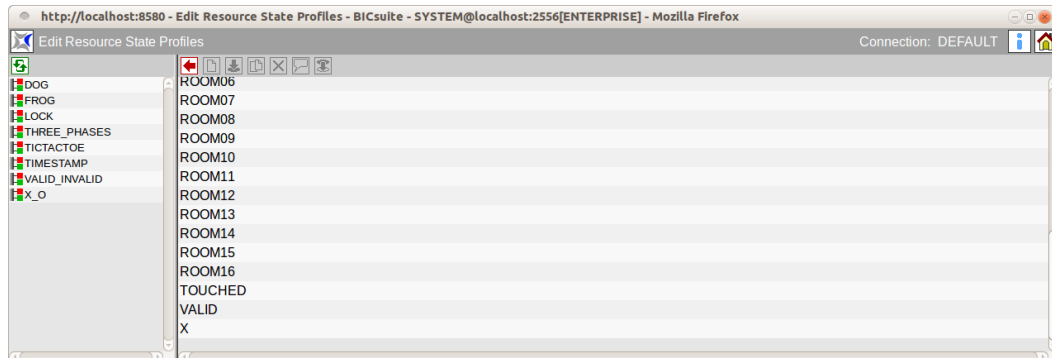 http://localhost:8580 - Edit Resource State Profiles - BICsuite - SYSTEM@localhost:2556[ENTERPRISE] - Mozilla Firefox
Edit Resource State Profiles
Connection: DEFAULT
DOG
FROG
LOCK
THREE_PHASES
TICTACTOE
TIMESTAMP
VALID_INVALID
X_O
ROOM06
ROOM07
ROOM08
ROOM09
ROOM10
ROOM11
ROOM12
ROOM13
ROOM14
ROOM15
ROOM16
TOUCHED
VALID
X